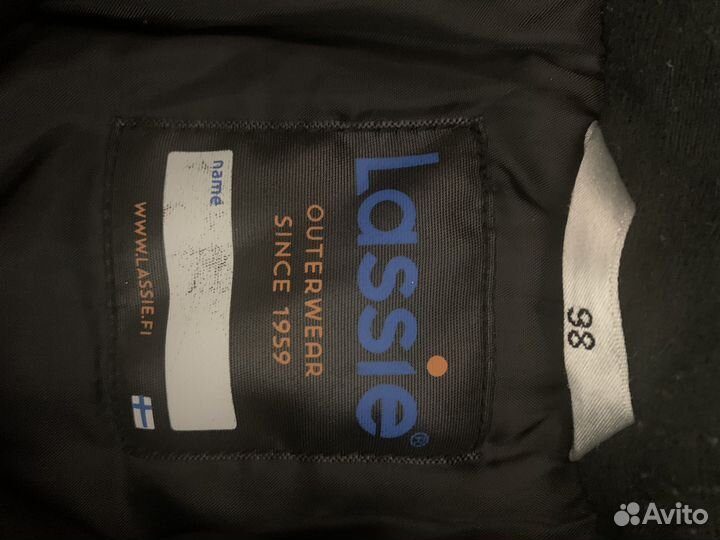 98
Lassie®
OUTERWEAR
SINCE 1959
name
WWW.LASSIE.FI
Avito